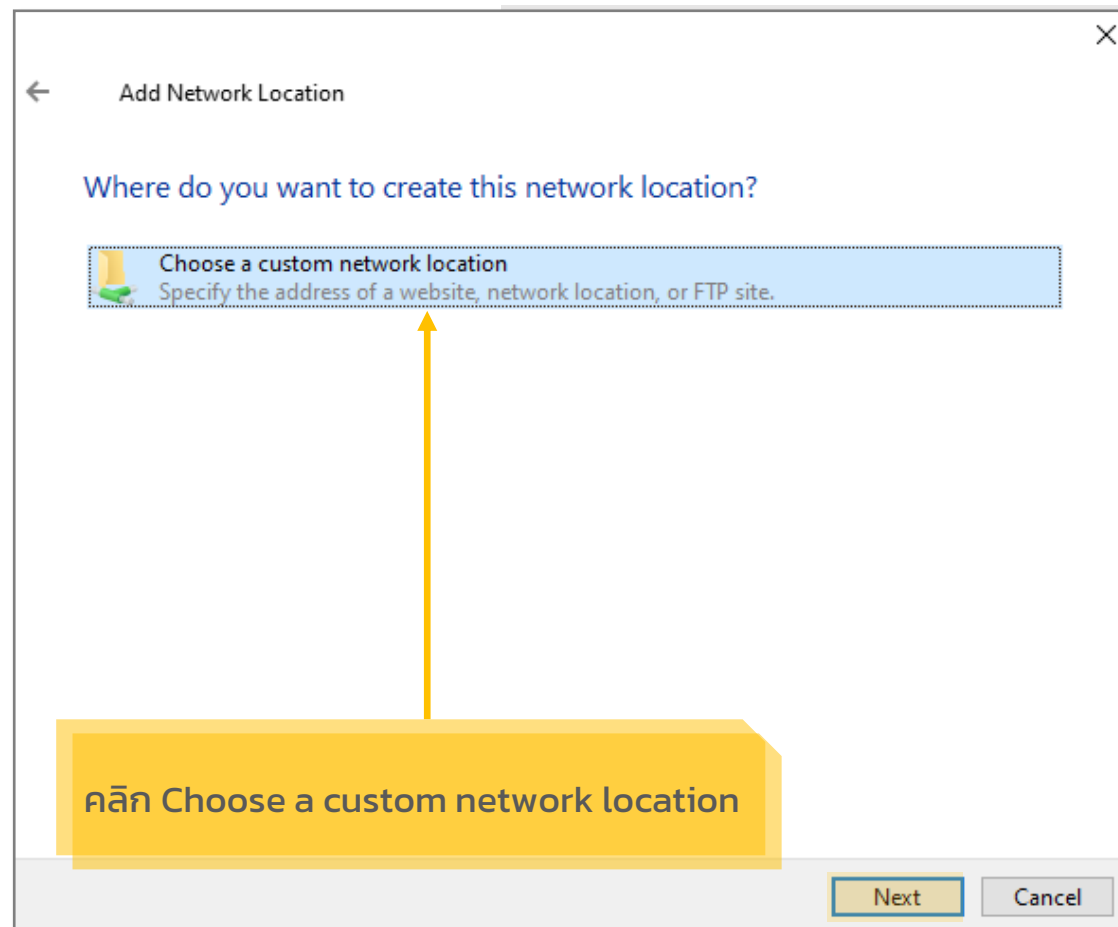 Add Network Location
Where do you want to create this network location?
Choose a custom network location
Specify the address of a website, network location, or FTP site.
คลิก Choose a custom network location
Next
Cancel